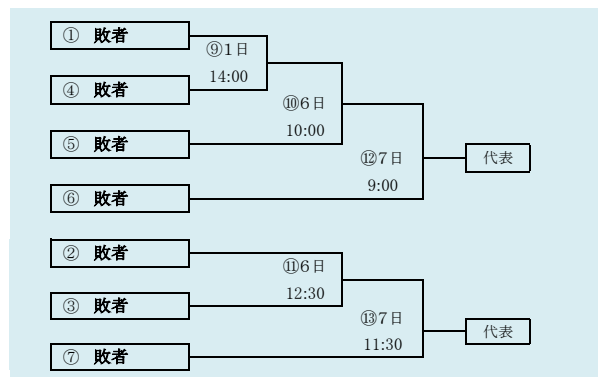 ① 敗者
⑨1日
14:00
④ 敗者
⑩6日
10:00
⑤ 敗者
⑫7日
9:00
代表
⑥ 敗者
② 敗者
⑪6日
12:30
③ 敗者
⑬7日
11:30
代表
⑦ 敗者